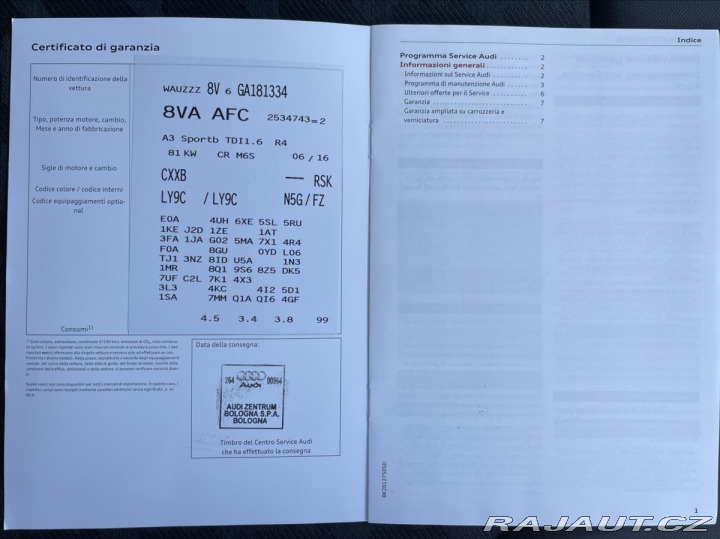 Certificato di garanzia
Numero di identificazione della
vettura
WAUZZZ 8V 6 GA181334
8VA AFC 2534743=2
Tipo, potenza motore, cambio,
Mese e anno di fabbricazione
A3 Sportb TDI1.6 R4
81 KW CR M6S 06 / 16
Sigle di motore e cambio
CXXB --- RSK
Codice colore / codice interni
LY9C / LY9C N5G/FZ
Codice equipaggiamenti optio-
nal
E0A 4UH 6XE 5SL 5RU
1KE J2D 1ZE 1AT
3FA 1JA G02 5MA 7X1 4R4
F0A 8GU 0YD L06
TJ1 3NZ 8ID U5A 1N3
1MR 8Q1 9S6 8Z5 DK5
7UF C2L 7K1 4X3
3L3 4KC 4I2 5D1
1SA 7MM Q1A QI6 4GF
4.5 3.4 3.8 99
Consumi1)
Data della consegna:
264 00964
Audi
AUDI ZENTRUM
BOLOGNA S.P.A.
BOLOGNA
Timbro del Centro Service Audi
che ha effettuato la consegna
Indice
Programma Service Audi ........ 2
Informazioni generali ........ 2
Informazioni sul Service Audi ........ 2
Programma di manutenzione Audi ... 3
Ulteriori offerte per il Service ........ 6
Garanzia ........ 7
Garanzia ampliata su carrozzeria e
verniciatura ........ 7
1
RAJAUT.CZ